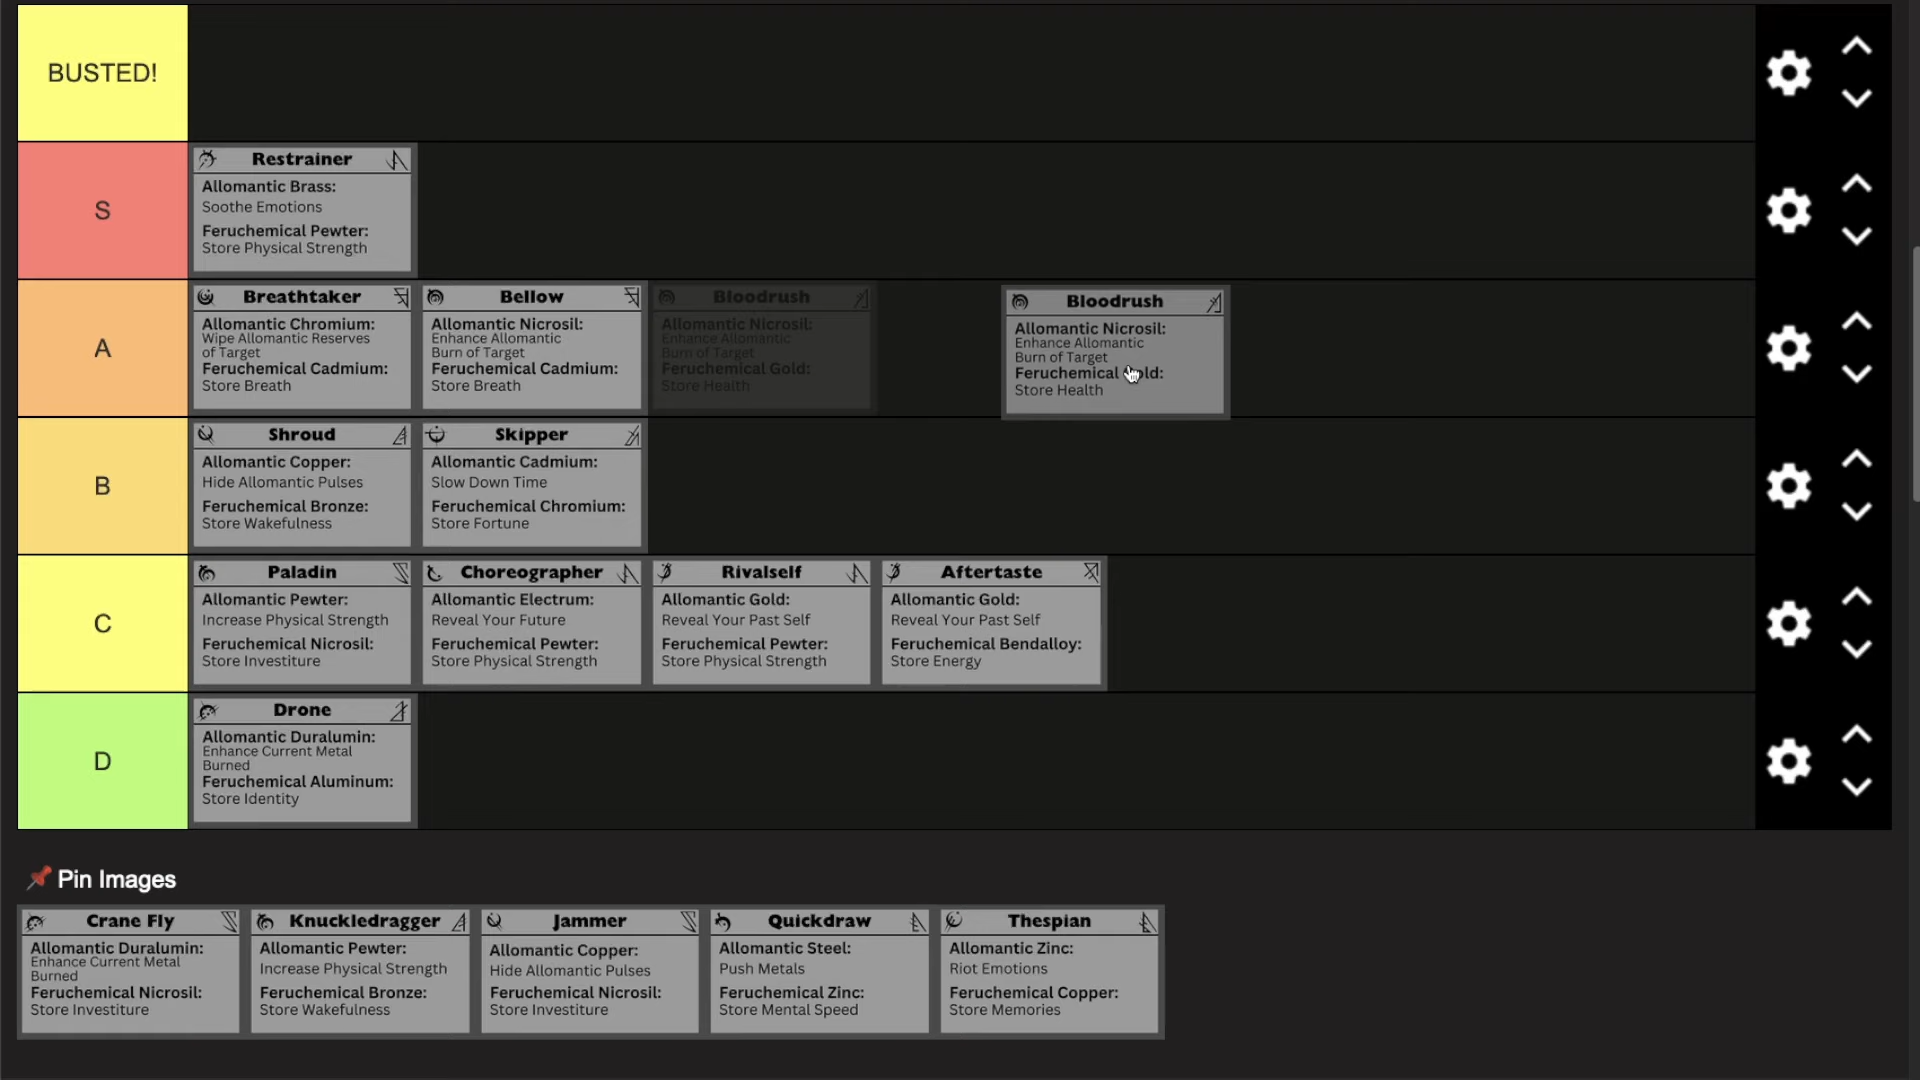 BUSTED!
S
Restrainer
Allomantic Brass:
Soothe Emotions
Feruchemical Pewter:
Store Physical Strength
A
Breathtaker
Allomantic Chromium:
Wipe Allomantic Reserves
of Target
Feruchemical Cadmium:
Store Breath
Bellow
Allomantic Nicrosil:
Enhance Allomantic
Burn of Target
Feruchemical Cadmium:
Store Breath
Bloodrush
Allomantic Nicrosil:
Enhance Allomantic
Burn of Target
Feruchemical Gold:
Store Health
Bloodrush
Allomantic Nicrosil:
Enhance Allomantic
Burn of Target
Feruchemical Gold:
Store Health
B
Shroud
Allomantic Copper:
Hide Allomantic Pulses
Feruchemical Bronze:
Store Wakefulness
Skipper
Allomantic Cadmium:
Slow Down Time
Feruchemical Chromium:
Store Fortune
C
Paladin
Allomantic Pewter:
Increase Physical Strength
Feruchemical Nicrosil:
Store Investiture
Choreographer
Allomantic Electrum:
Reveal Your Future
Feruchemical Pewter:
Store Physical Strength
Rivalself
Allomantic Gold:
Reveal Your Past Self
Feruchemical Pewter:
Store Physical Strength
Aftertaste
Allomantic Gold:
Reveal Your Past Self
Feruchemical Bendalloy:
Store Energy
D
Drone
Allomantic Duralumin:
Enhance Current Metal
Burned
Feruchemical Aluminum:
Store Identity
Pin Images
Crane Fly
Allomantic Duralumin:
Enhance Current Metal
Burned
Feruchemical Nicrosil:
Store Investiture
Knuckledragger
Allomantic Pewter:
Increase Physical Strength
Feruchemical Bronze:
Store Wakefulness
Jammer
Allomantic Copper:
Hide Allomantic Pulses
Feruchemical Nicrosil:
Store Investiture
Quickdraw
Allomantic Steel:
Push Metals
Feruchemical Zinc:
Store Mental Speed
Thespian
Allomantic Zinc:
Riot Emotions
Feruchemical Copper:
Store Memories